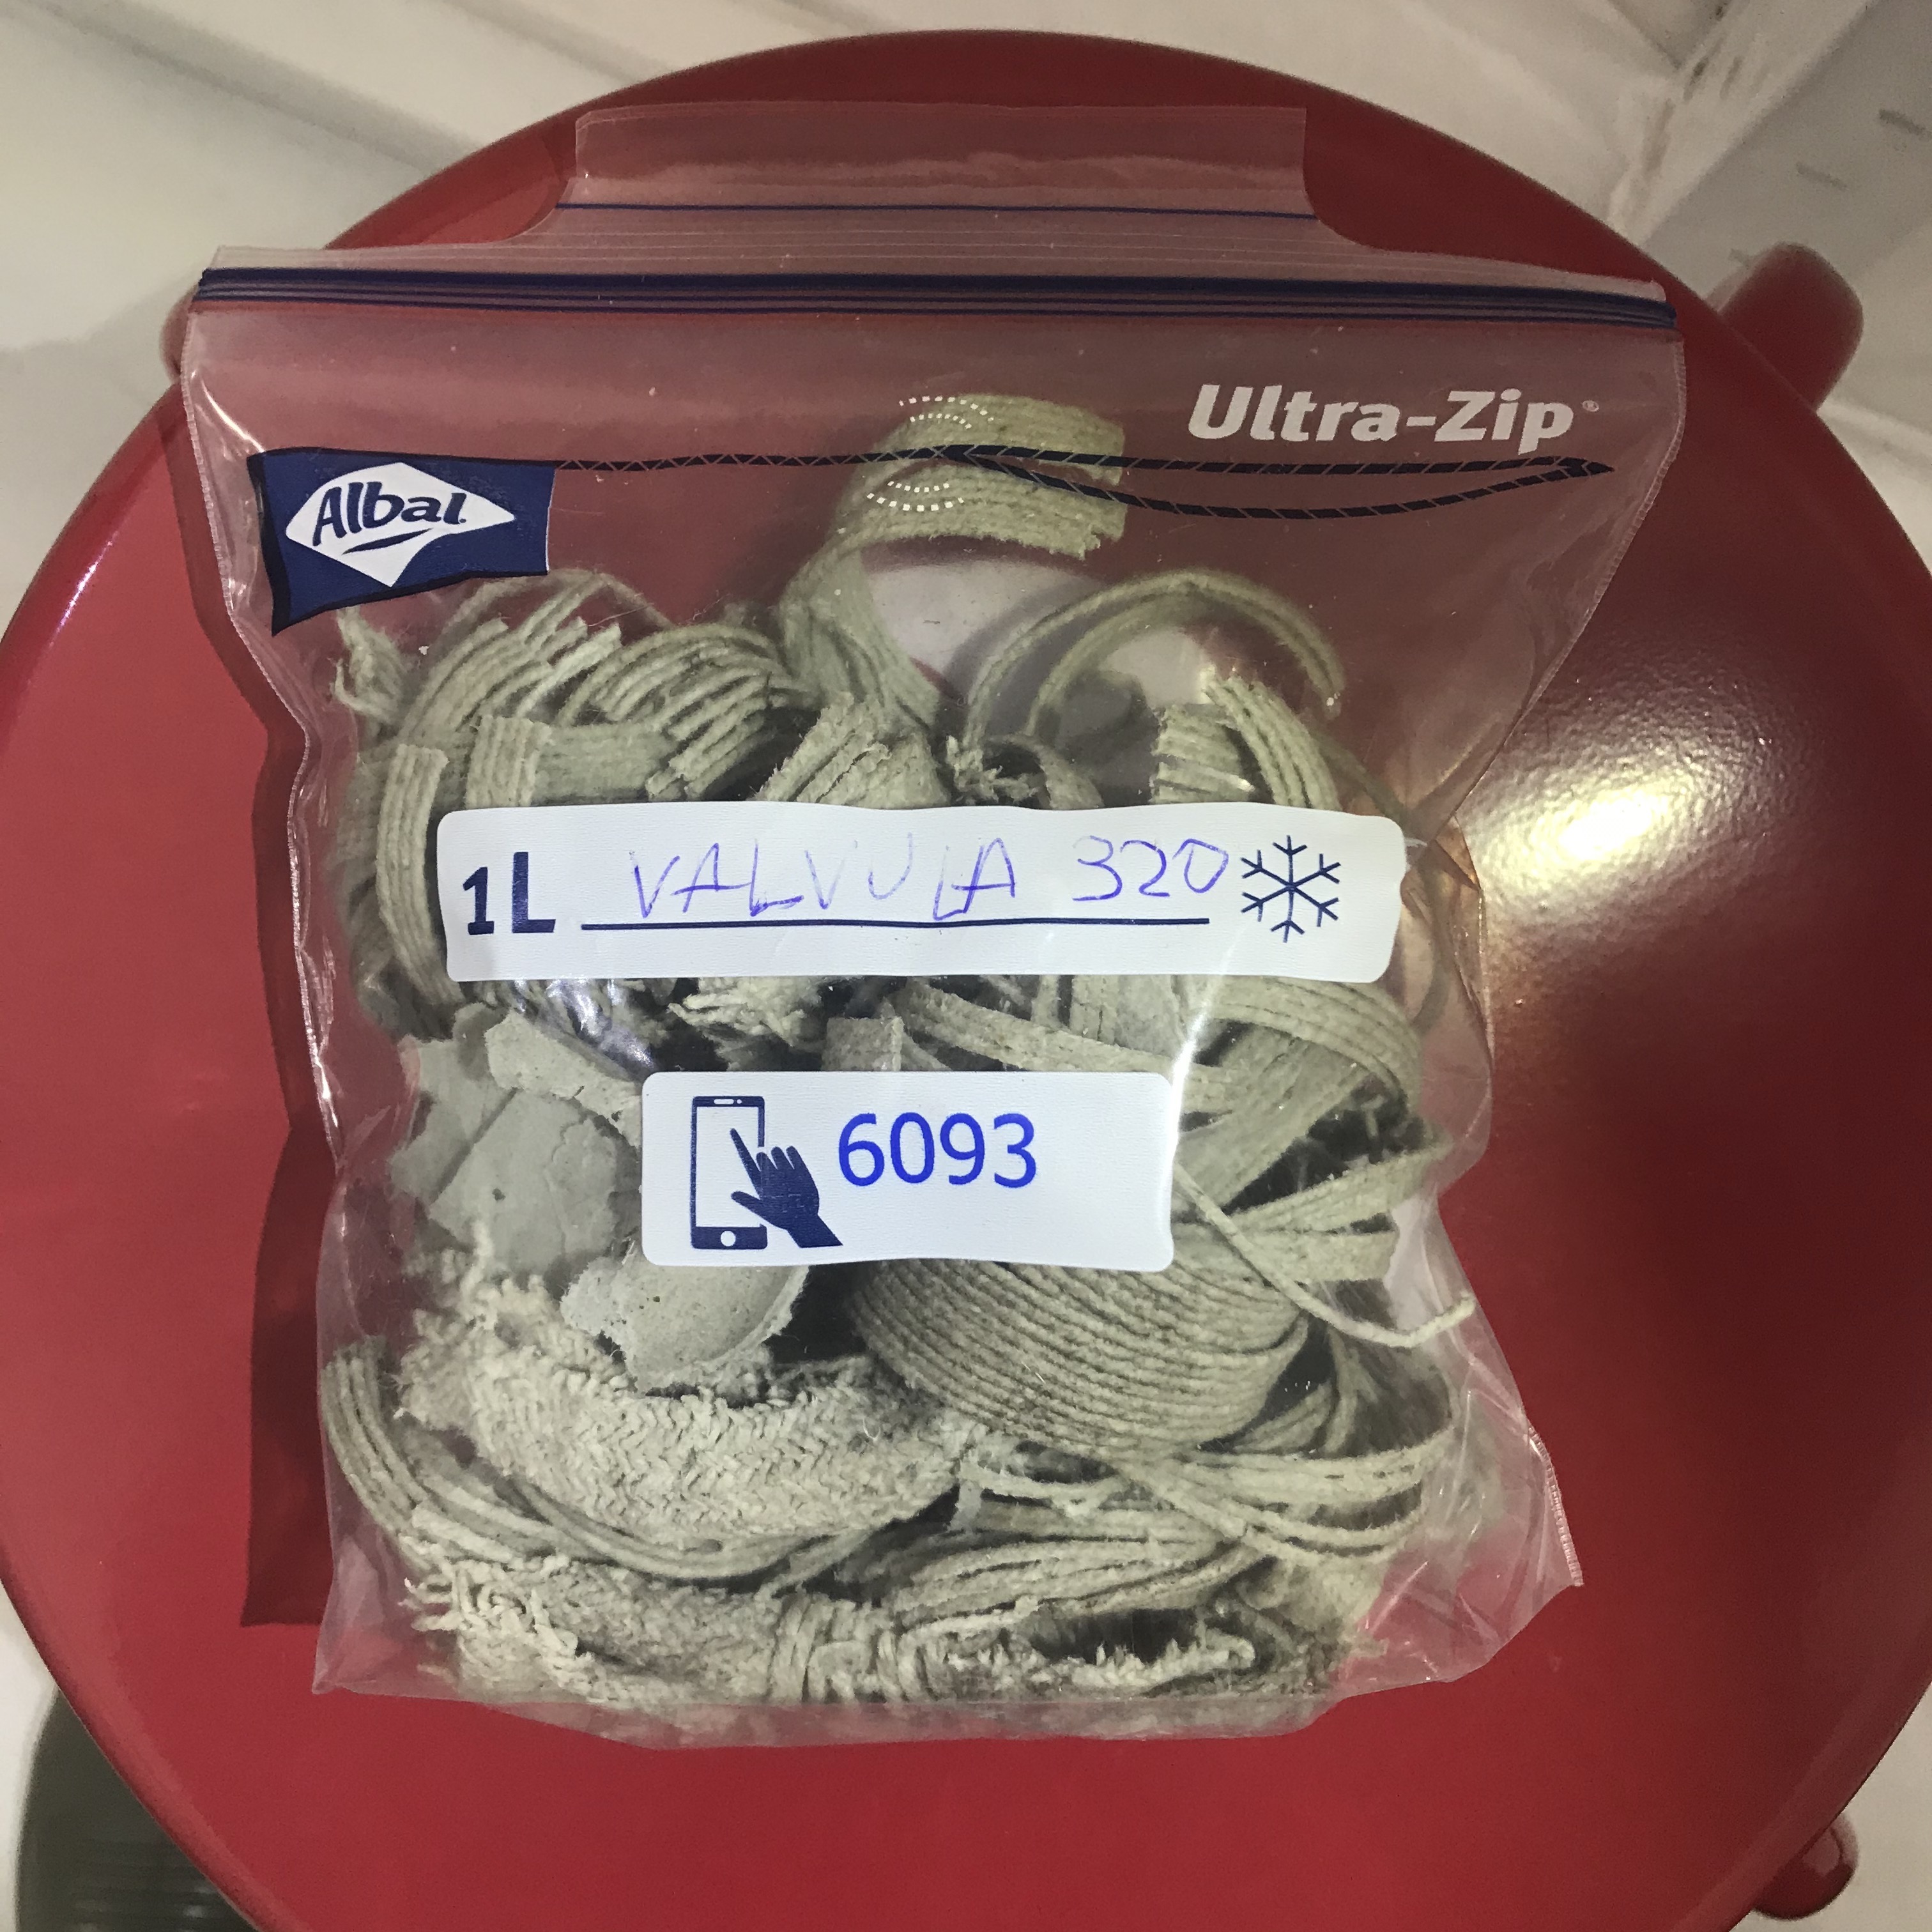 Ultra-Zip®
Albal
1L VALVULA 320
6093